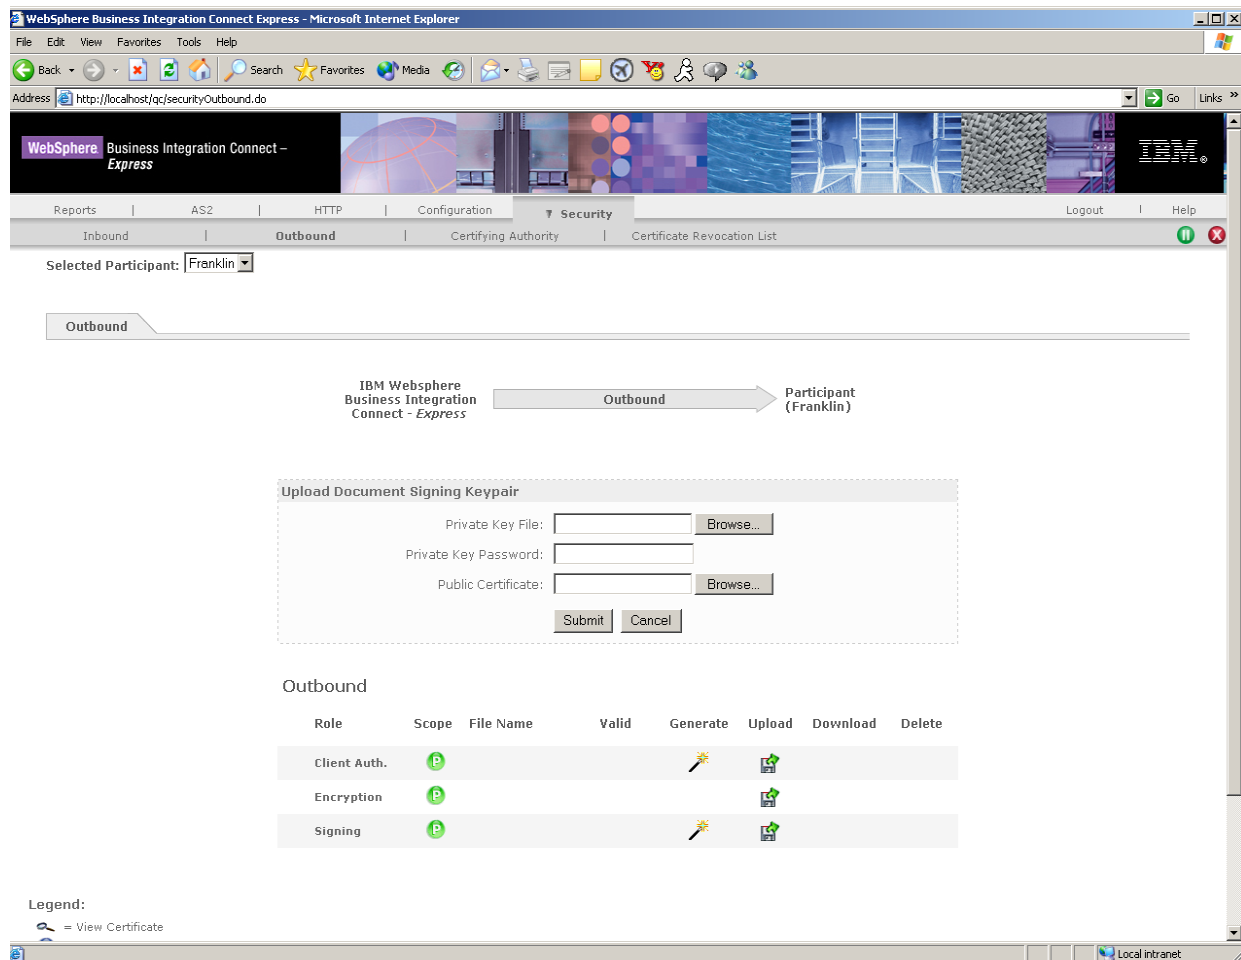 WebSphere Business Integration Connect Express - Microsoft Internet Explorer
File Edit View Favorites Tools Help
Back Search Favorites Media
Address http://localhost/qc/securityOutbound.do Go Links »
WebSphere Business Integration Connect –
Express
IBM
Reports | AS2 | HTTP | Configuration Security Logout | Help
Inbound | Outbound | Certifying Authority | Certificate Revocation List
Selected Participant: Franklin
Outbound
IBM Websphere
Business Integration
Connect - Express
Outbound
Participant
(Franklin)
Upload Document Signing Keypair
Private Key File: Browse...
Private Key Password:
Public Certificate: Browse...
Submit Cancel
Outbound
Role Scope File Name Valid Generate Upload Download Delete
Client Auth. P
Encryption P
Signing P
Legend:
= View Certificate
Local intranet